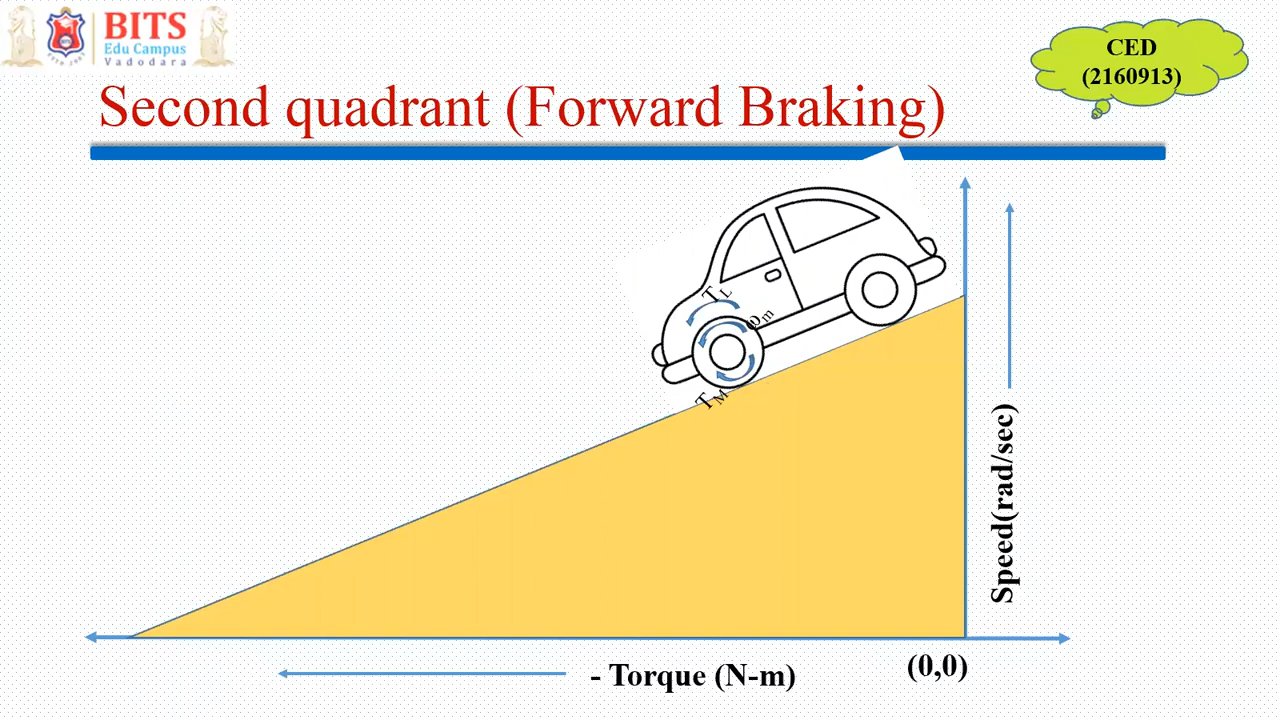 BITS
Edu Campus
Vadodara
CED
(2160913)
Second quadrant (Forward Braking)
TL
ωm
TM
Speed(rad/sec)
- Torque (N-m)
(0,0)